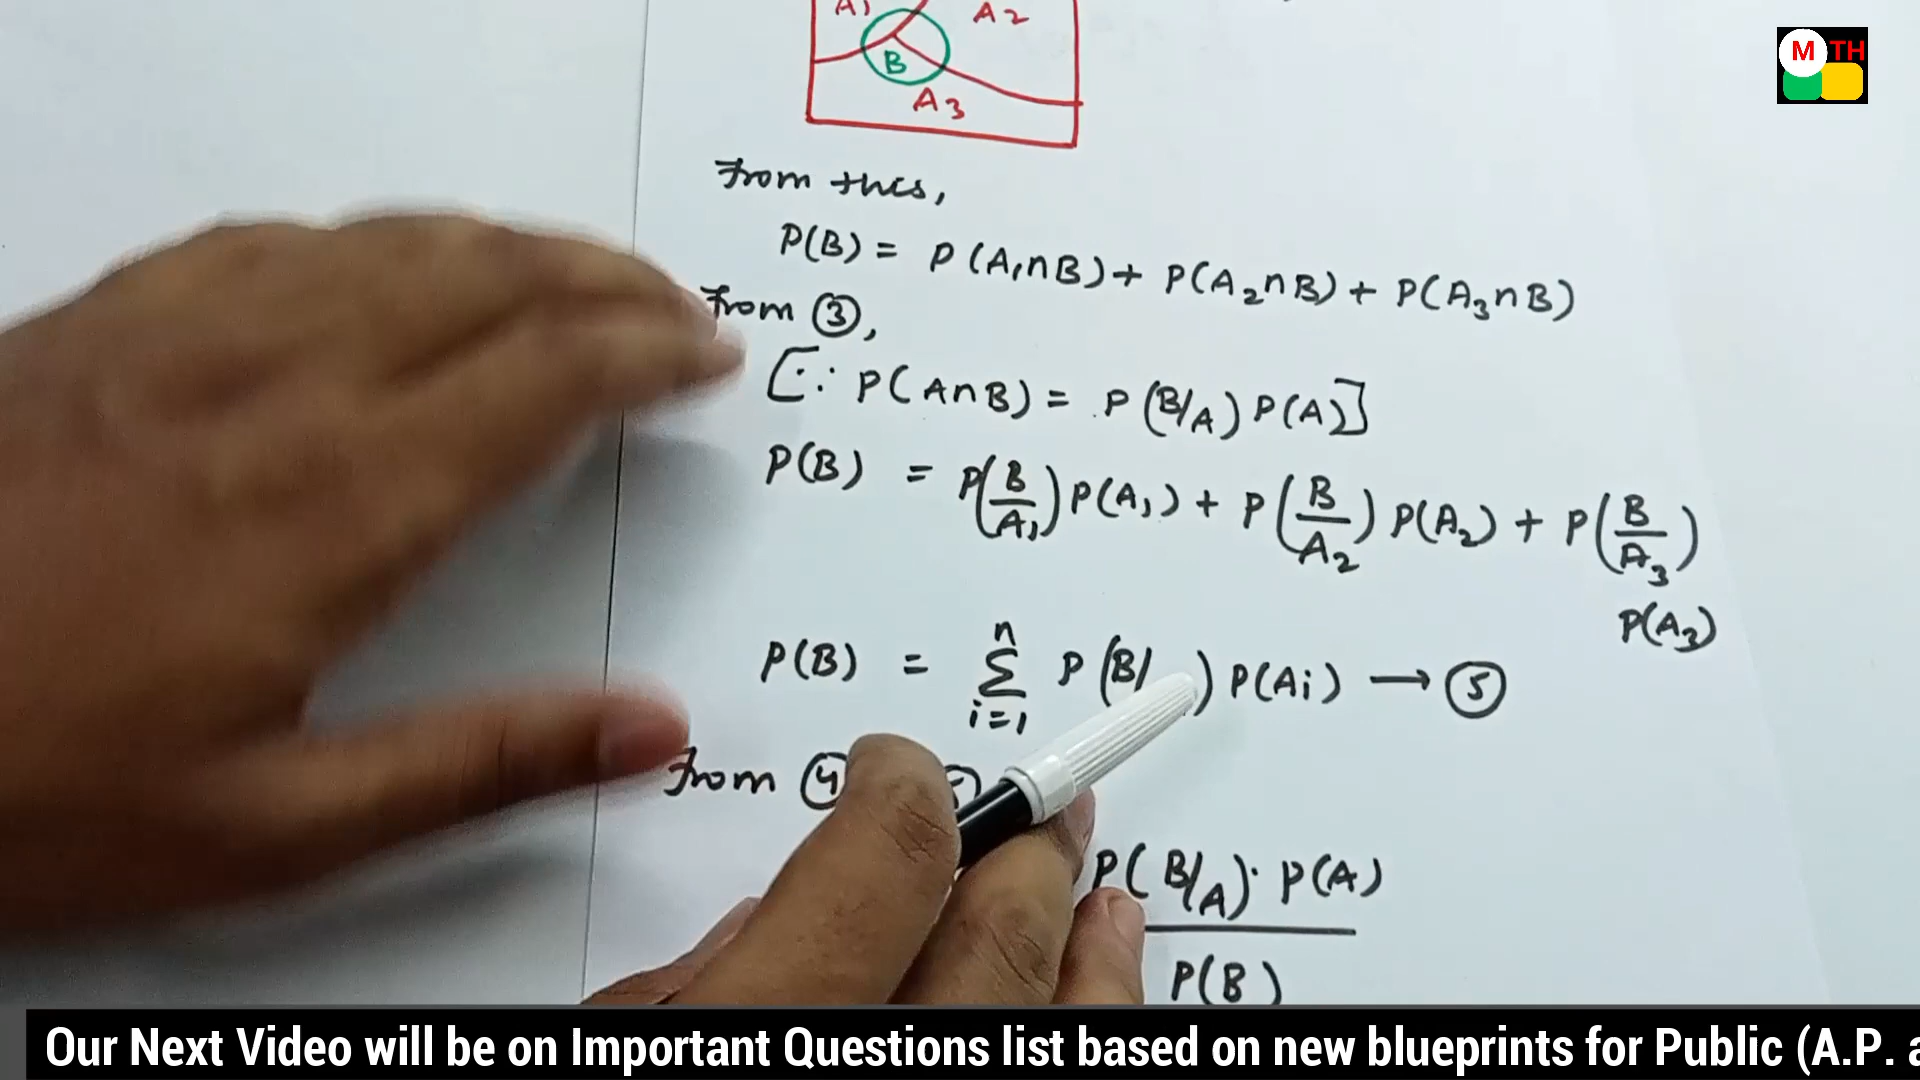 A1 A2
B
A3
M TH
From this,
P(B) = P(A1∩B) + P(A2∩B) + P(A3∩B)
From ③,
[∵ P(A∩B) = P(B/A) P(A)]
P(B) = P(B/A1) P(A1) + P(B/A2) P(A2) + P(B/A3)
P(A3)
P(B) = n Σ i=1 P(B/ ) P(Ai) → ⑤
From ④
P(B/A)· P(A)
P(B)
Our Next Video will be on Important Questions list based on new blueprints for Public (A.P. a